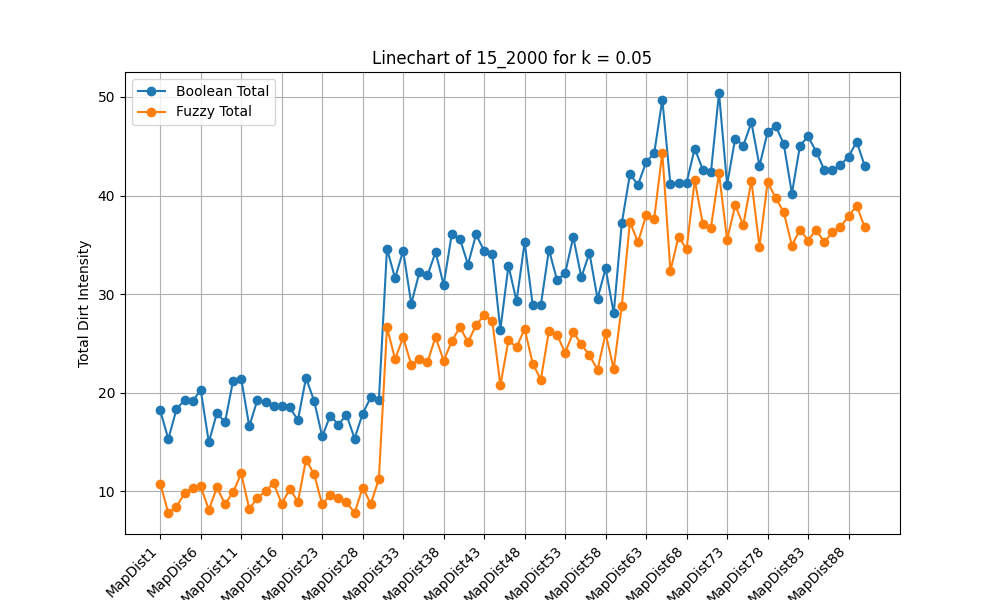 Linechart of 15_2000 for k = 0.05
Boolean Total
Fuzzy Total
Total Dirt Intensity
50
40
30
20
10
MapDist1
MapDist6
MapDist11
MapDist16
MapDist23
MapDist28
MapDist33
MapDist38
MapDist43
MapDist48
MapDist53
MapDist58
MapDist63
MapDist68
MapDist73
MapDist78
MapDist83
MapDist88